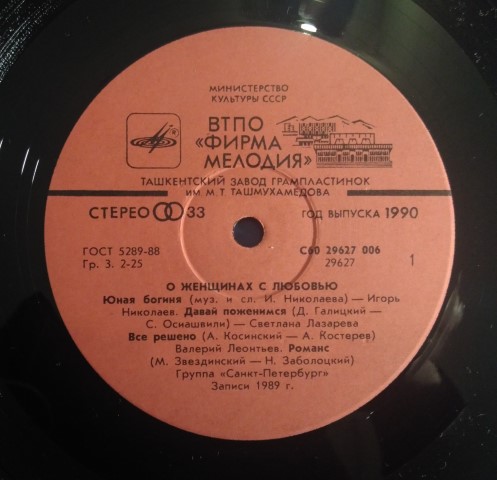 МИНИСТЕРСТВО
КУЛЬТУРЫ СССР
ВТПО
«ФИРМА
МЕЛОДИЯ»
ТАШКЕНТСКИЙ ЗАВОД ГРАМПЛАСТИНОК
ИМ. М. Т. ТАШМУХАМЕДОВА
СТЕРЕО 33
ГОД ВЫПУСКА 1990
ГОСТ 5289-88
Гр. 3. 2-25
С60 29627 006
29627
1
О ЖЕНЩИНАХ С ЛЮБОВЬЮ
Юная богиня (муз. и сл. И. Николаева) — Игорь
Николаев. Давай поженимся (Д. Галицкий —
С. Осиашвили) — Светлана Лазарева
Все решено (А. Косинский — А. Костерев)
Валерий Леонтьев. Романс
(М. Звездинский — Н. Заболоцкий)
Группа «Санкт-Петербург»
Записи 1989 г.